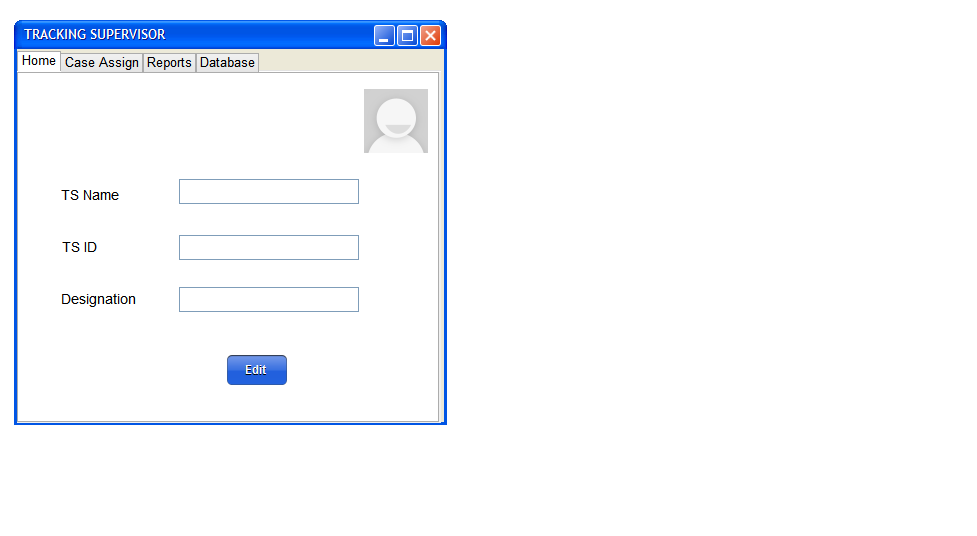 TRACKING SUPERVISOR
Home Case Assign Reports Database
TS Name
TS ID
Designation
Edit